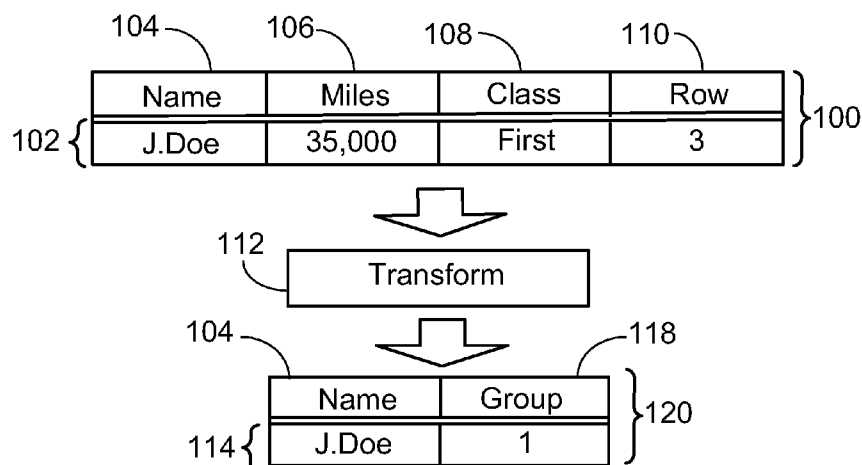 104 106 108 110
Name Miles Class Row
100
102 J.Doe 35,000 First 3
112 Transform
104 118
Name Group
120
114 J.Doe 1